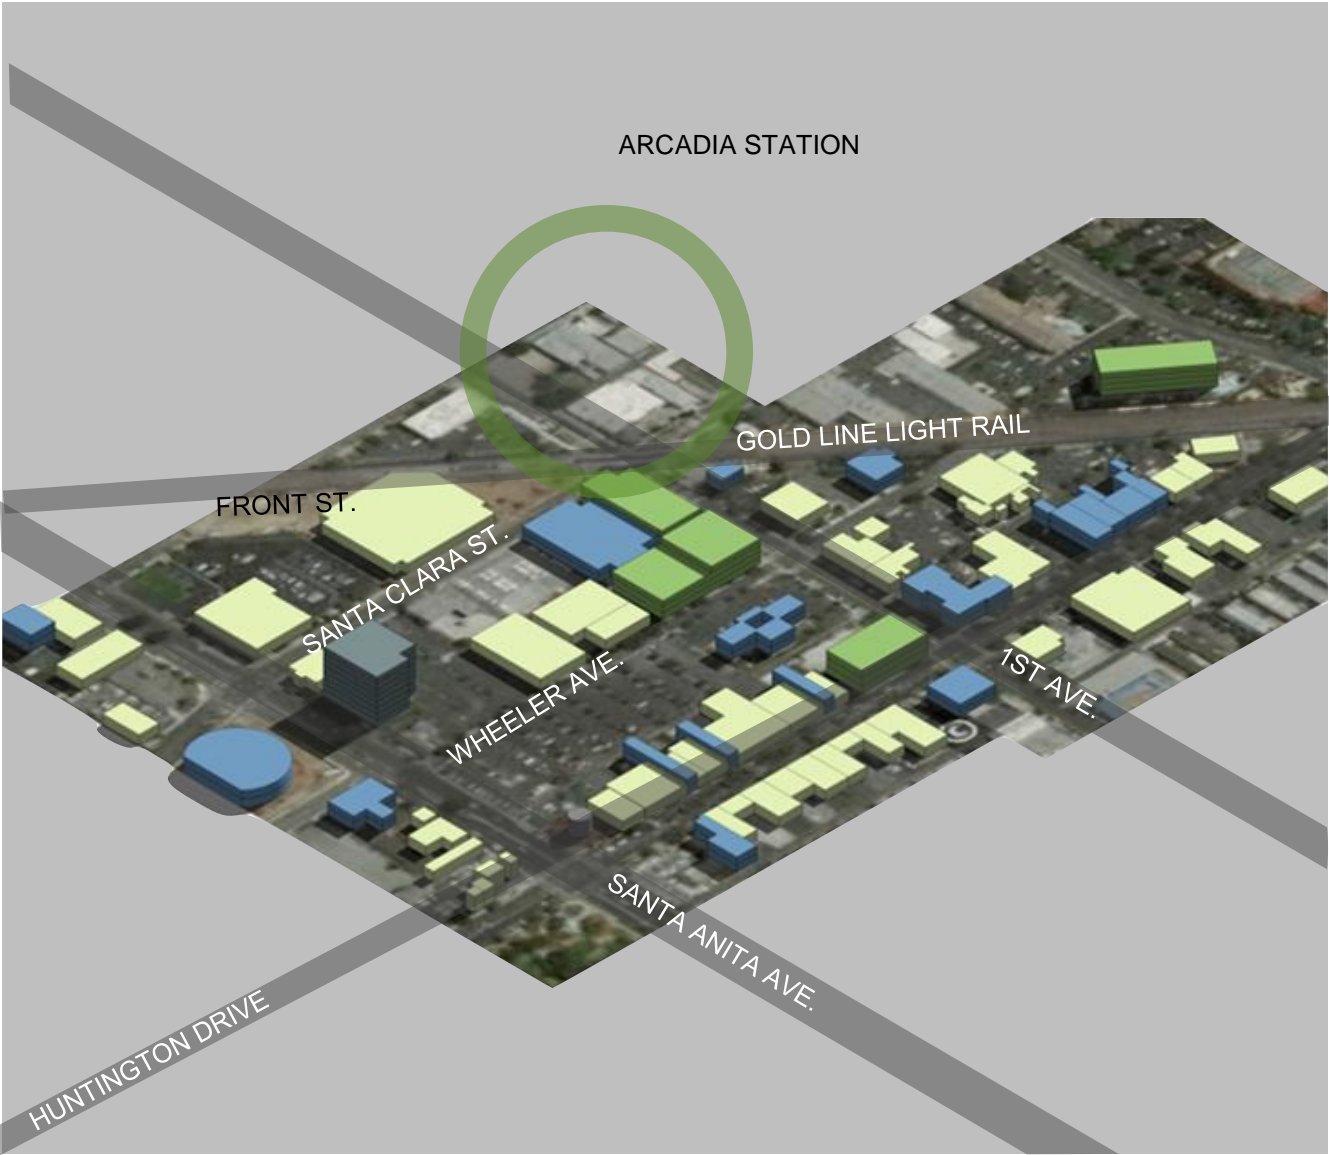 ARCADIA STATION
GOLD LINE LIGHT RAIL
FRONT ST.
SANTA CLARA ST.
WHEELER AVE.
1ST AVE.
SANTA ANITA AVE.
HUNTINGTON DRIVE